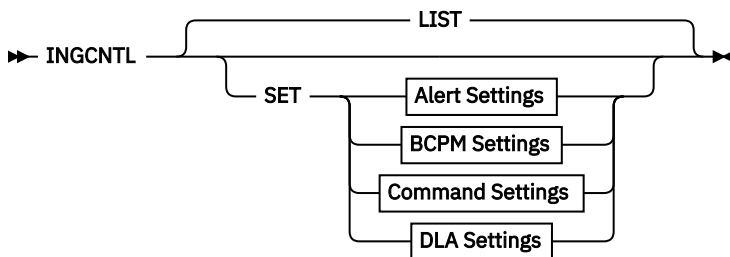 LIST
INGCNTL
SET
Alert Settings
BCPM Settings
Command Settings
DLA Settings